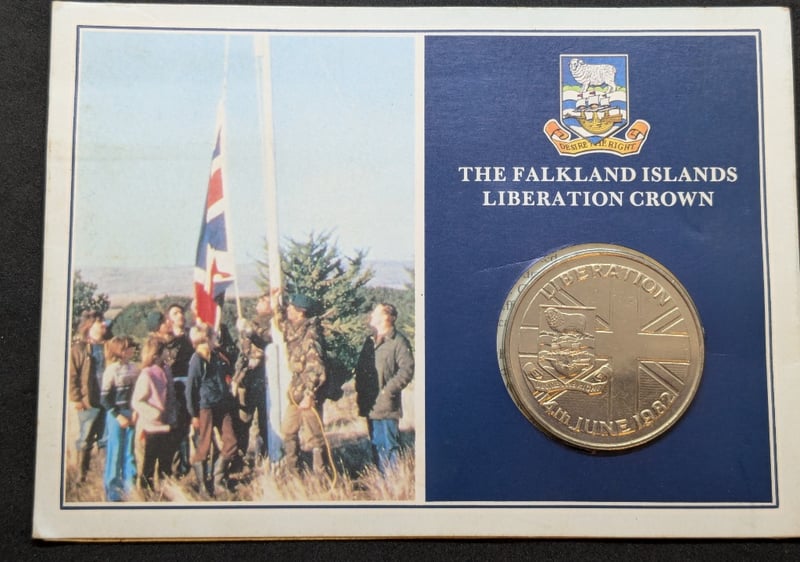 DESIRE THE RIGHT
THE FALKLAND ISLANDS
LIBERATION CROWN
LIBERATION
14TH JUNE 1982